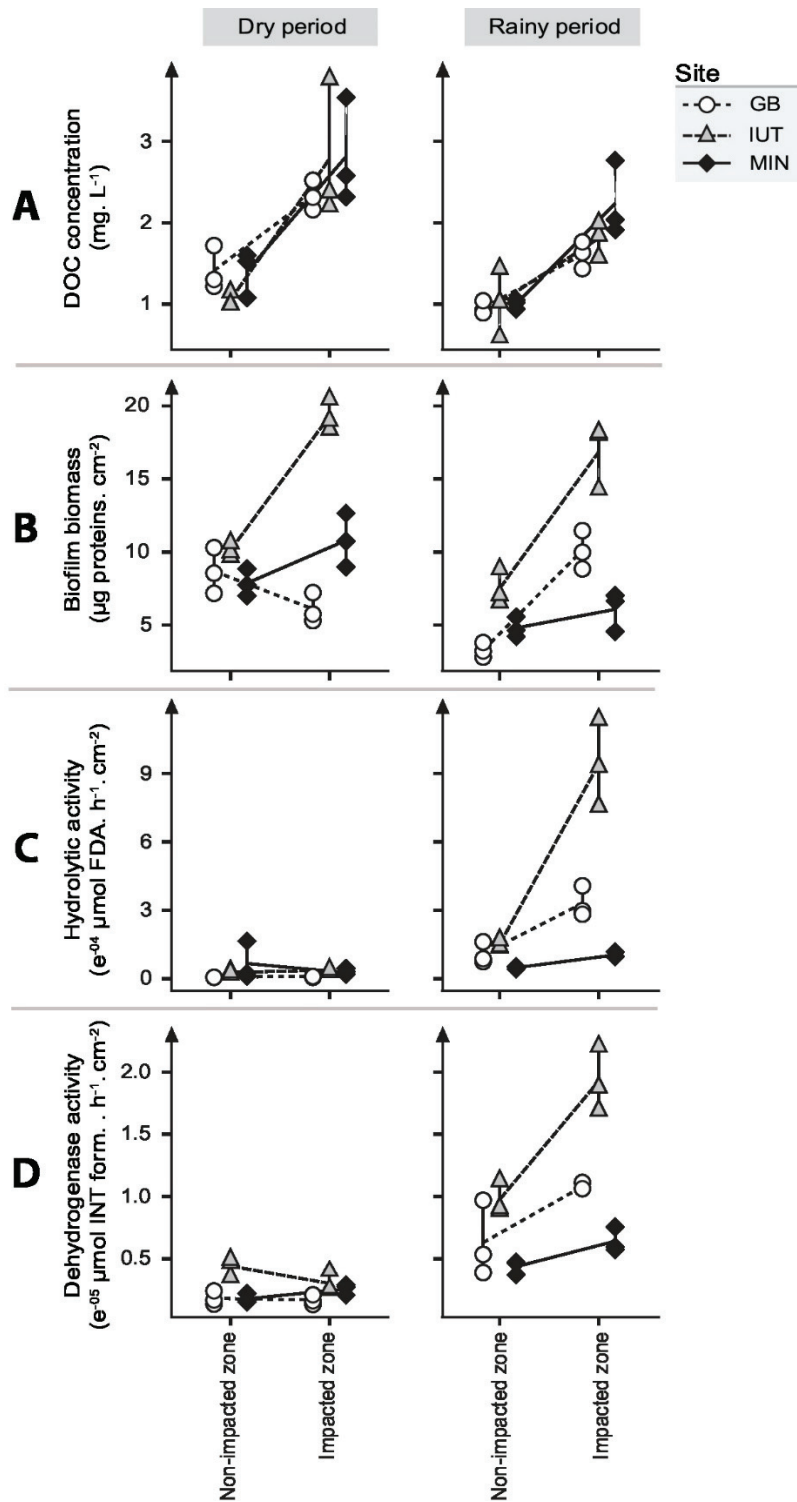 Dry period
Rainy period
Site
GB
IUT
MIN
A
DOC concentration
(mg. L⁻¹)
3
2
1
B
Biofilm biomass
(µg proteins. cm⁻²)
20
15
10
5
C
Hydrolytic activity
(e⁻⁰⁴ µmol FDA. h⁻¹. cm⁻²)
9
6
3
0
D
Dehydrogenase activity
(e⁻⁰⁵ µmol INT form. . h⁻¹. cm⁻²)
2.0
1.5
1.0
0.5
Non-impacted zone
Impacted zone
Non-impacted zone
Impacted zone